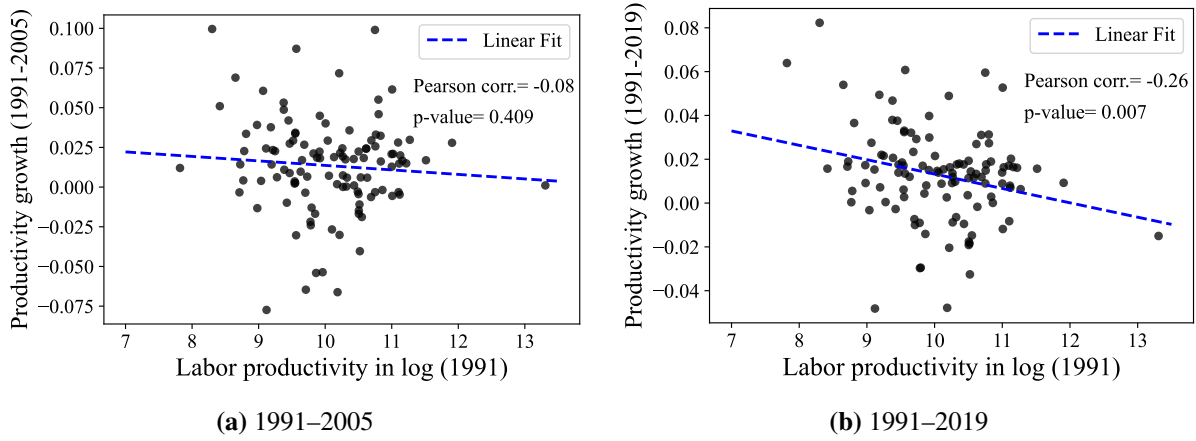 Productivity growth (1991-2005)
0.100
0.075
0.050
0.025
0.000
−0.025
−0.050
−0.075
Linear Fit
Pearson corr.= -0.08
p-value= 0.409
7 8 9 10 11 12 13
Labor productivity in log (1991)
(a) 1991–2005
Productivity growth (1991-2019)
0.08
0.06
0.04
0.02
0.00
−0.02
−0.04
Linear Fit
Pearson corr.= -0.26
p-value= 0.007
7 8 9 10 11 12 13
Labor productivity in log (1991)
(b) 1991–2019